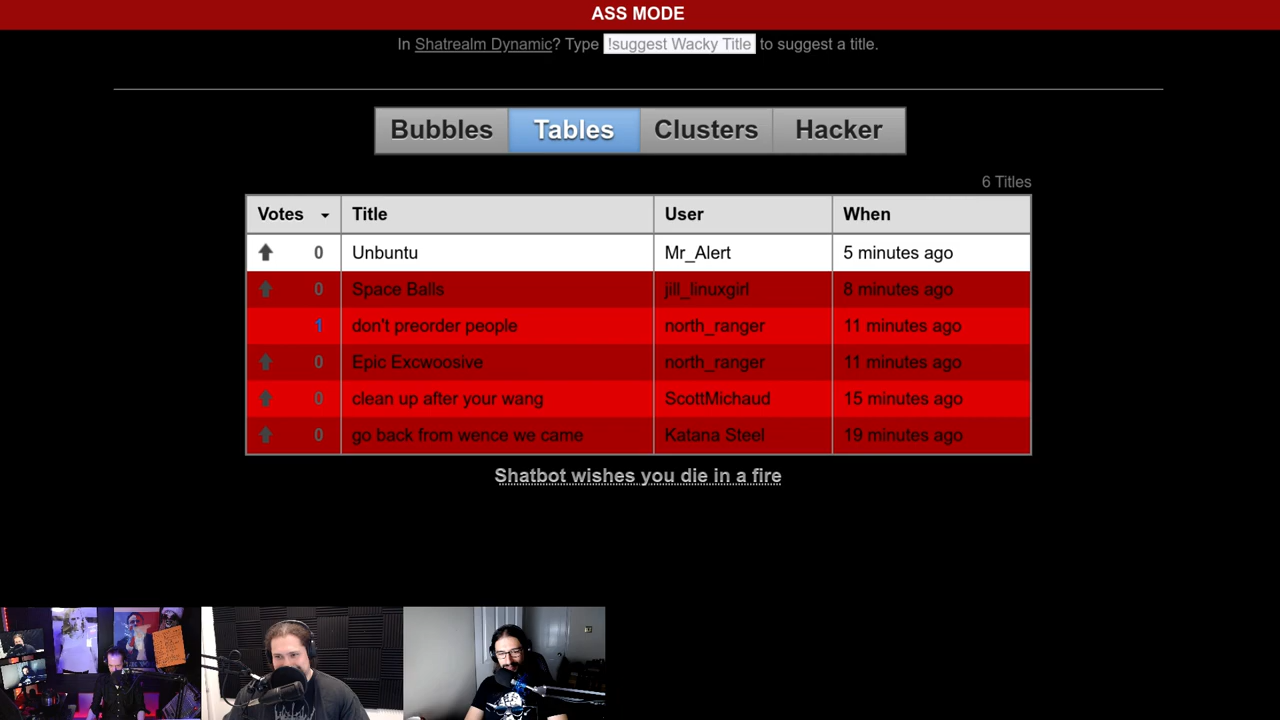 ASS MODE
In Shatrealm Dynamic? Type !suggest Wacky Title to suggest a title.
Bubbles Tables Clusters Hacker
6 Titles
Votes Title User When
0 Unbuntu Mr_Alert 5 minutes ago
0 Space Balls jill_linuxgirl 8 minutes ago
1 don't preorder people north_ranger 11 minutes ago
0 Epic Excwoosive north_ranger 11 minutes ago
0 clean up after your wang ScottMichaud 15 minutes ago
0 go back from wence we came Katana Steel 19 minutes ago
Shatbot wishes you die in a fire